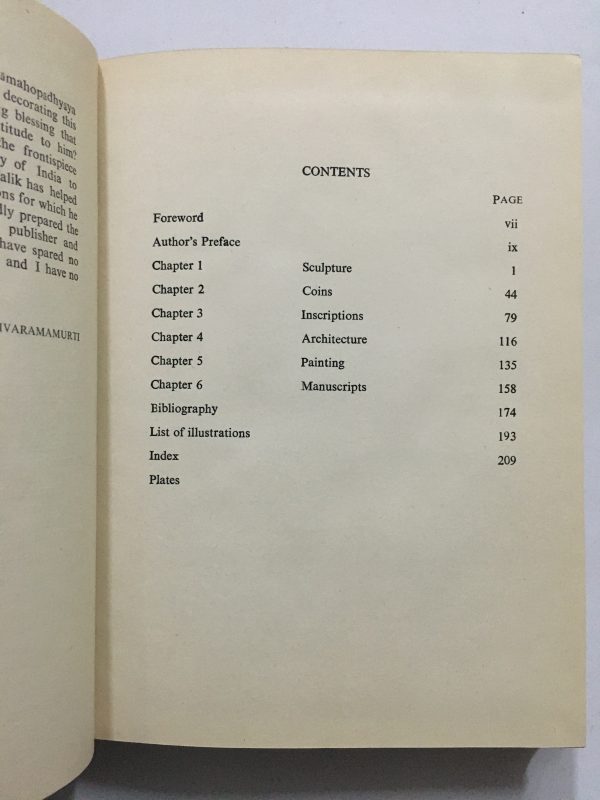 amahopadhyaya
decorating this
g blessing that
titude to him?
the frontispiece
y of India to
alik has helped
ons for which he
lly prepared the
publisher and
have spared no
and I have no
IVARAMAMURTI
CONTENTS
PAGE
Foreword vii
Author's Preface ix
Chapter 1 Sculpture 1
Chapter 2 Coins 44
Chapter 3 Inscriptions 79
Chapter 4 Architecture 116
Chapter 5 Painting 135
Chapter 6 Manuscripts 158
Bibliography 174
List of illustrations 193
Index 209
Plates